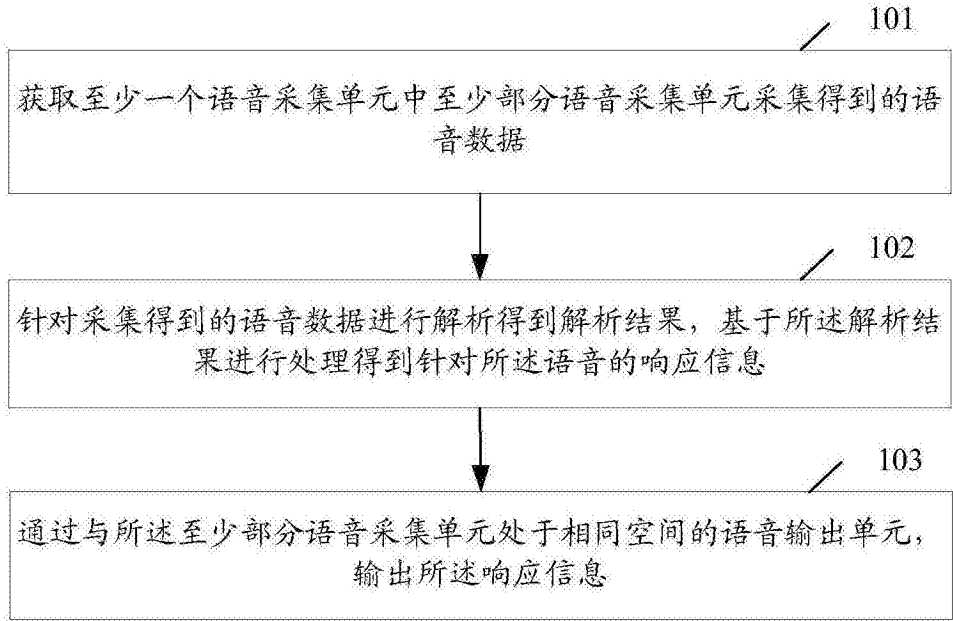 101
获取至少一个语音采集单元中至少部分语音采集单元采集得到的语
音数据
102
针对采集得到的语音数据进行解析得到解析结果，基于所述解析结
果进行处理得到针对所述语音的响应信息
103
通过与所述至少部分语音采集单元处于相同空间的语音输出单元，
输出所述响应信息